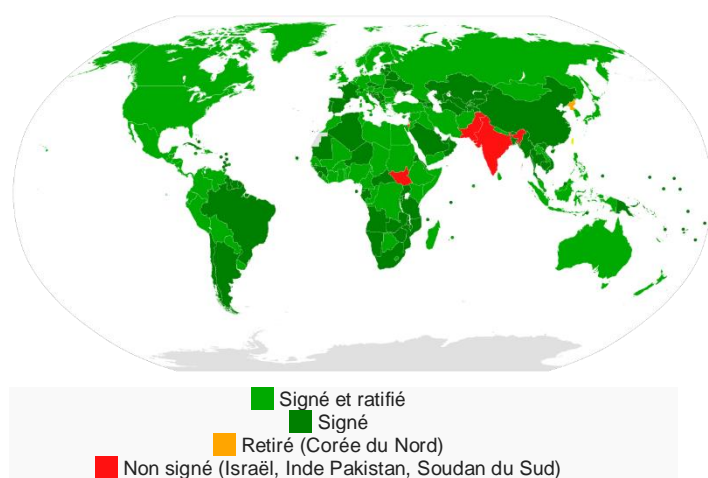 Signé et ratifié
Signé
Retiré (Corée du Nord)
Non signé (Israël, Inde Pakistan, Soudan du Sud)